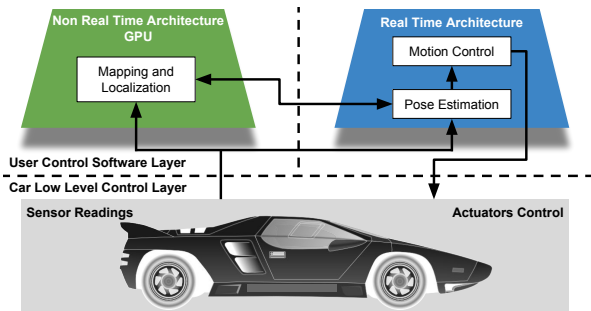 Non Real Time Architecture
GPU
Mapping and
Localization
Real Time Architecture
Motion Control
Pose Estimation
User Control Software Layer
Car Low Level Control Layer
Sensor Readings
Actuators Control